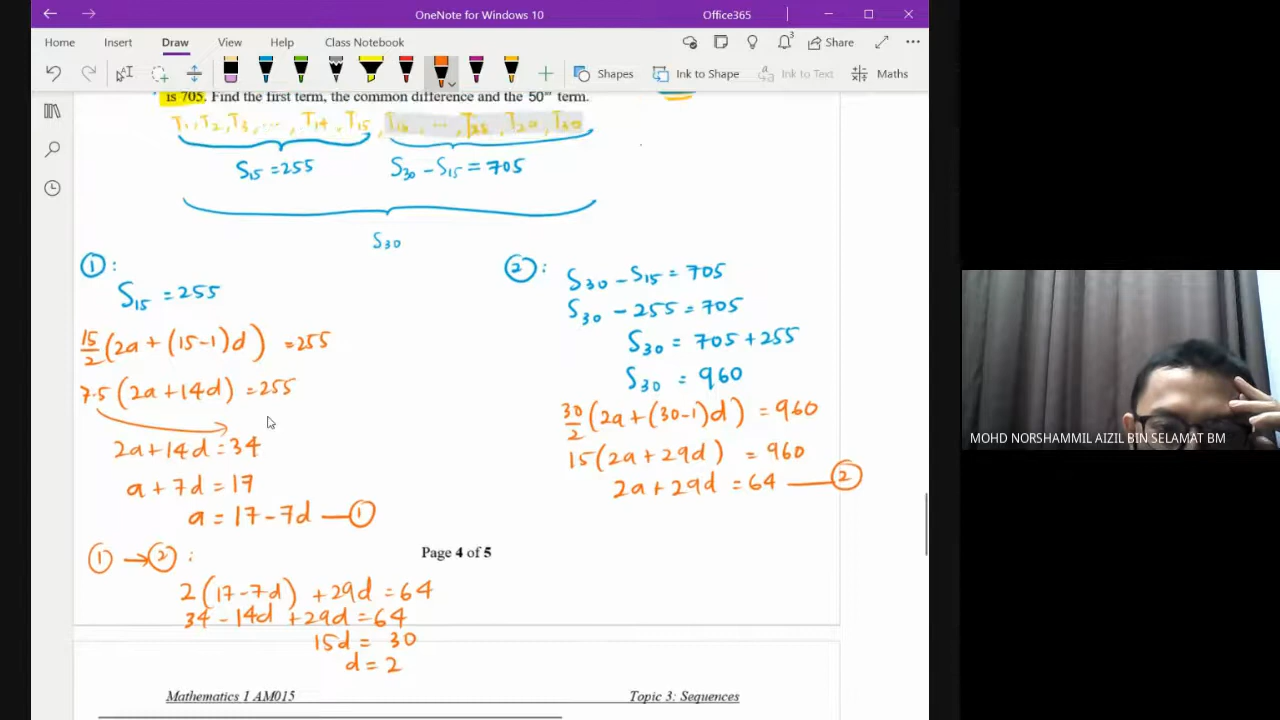 OneNote for Windows 10
Office365
Home Insert Draw View Help Class Notebook
3
Share
Shapes
Ink to Shape
Ink to Text
Maths
is 705. Find the first term, the common difference and the 50th term.
T1, T2, T3, ... T14, T15, T16, ...
S15 = 255
S30 - S15 = 705
S30
①:
S15 = 255
15/2 (2a + (15-1)d) = 255
7.5 (2a + 14d) = 255
2a + 14d = 34
a + 7d = 17
a = 17 - 7d — ①
②:
S30 - S15 = 705
S30 - 255 = 705
S30 = 705 + 255
S30 = 960
30/2 (2a + (30-1)d) = 960
15(2a + 29d) = 960
2a + 29d = 64 — ②
① → ②:
Page 4 of 5
2(17 - 7d) + 29d = 64
34 - 14d + 29d = 64
15d = 30
d = 2
Mathematics 1 AM015
Topic 3: Sequences
MOHD NORSHAMMIL AIZIL BIN SELAMAT BM